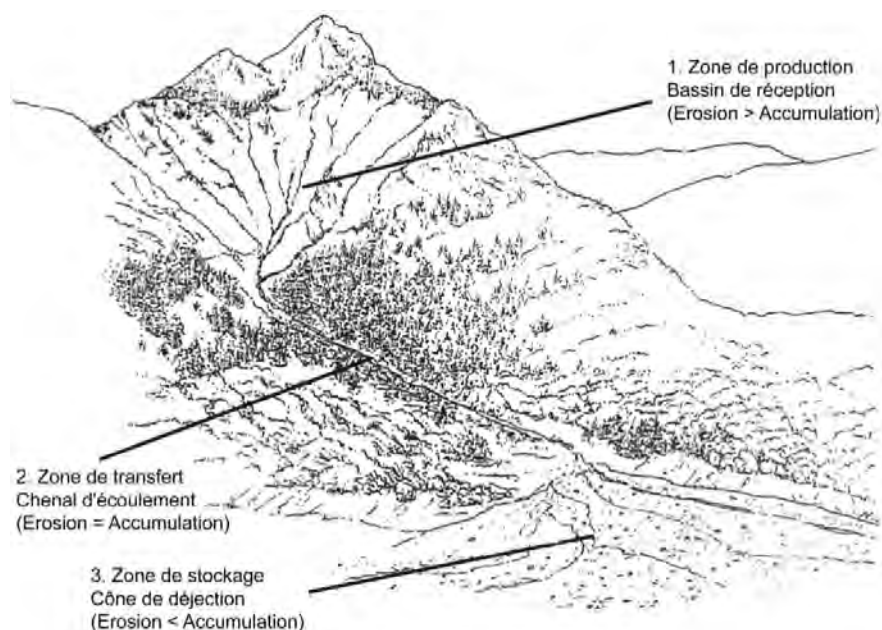 1. Zone de production
Bassin de réception
(Erosion > Accumulation)
2. Zone de transfert
Chenal d'écoulement
(Erosion = Accumulation)
3. Zone de stockage
Cône de déjection
(Erosion < Accumulation)